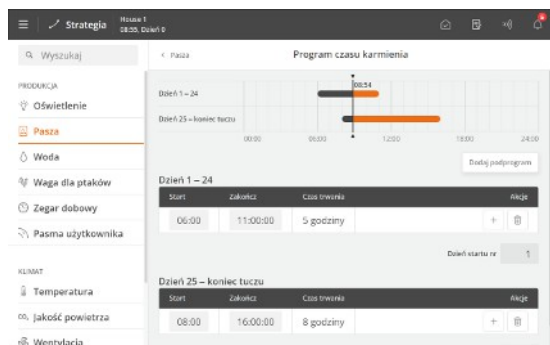 Strategia
House 1
08:55, Dzień 0
Wyszukaj
PRODUKCJA
Oświetlenie
Pasza
Woda
Waga dla ptaków
Zegar dobowy
Pasma użytkownika
KLIMAT
Temperatura
CO₂ Jakość powietrza
Wentylacja
< Pasza
Program czasu karmienia
08:54
Dzień 1 – 24
Dzień 25 – koniec tuczu
00:00 06:00 12:00 18:00 24:00
Dodaj podprogram
Dzień 1 – 24
Start Zakończ Czas trwania Akcje
06:00 11:00:00 5 godziny +
Dzień startu nr 1
Dzień 25 – koniec tuczu
Start Zakończ Czas trwania Akcje
08:00 16:00:00 8 godziny +